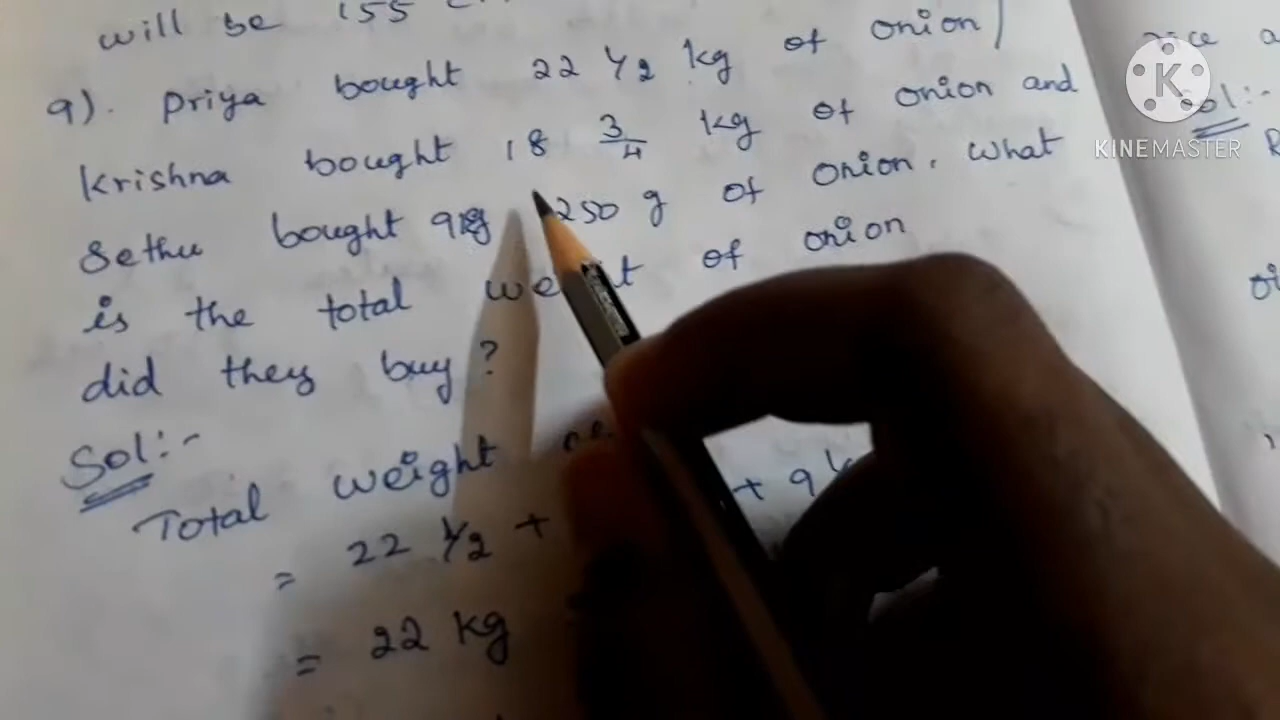 will be 155
9). Priya bought 22 1/2 kg of onion,
Krishna bought 18 3/4 kg of onion and
Sethu bought 9kg 250 g of onion. What
is the total weight of onion
did they buy?
Sol:-
Total weight
= 22 1/2 + + 9
= 22 kg
Sol:-
KINEMASTER